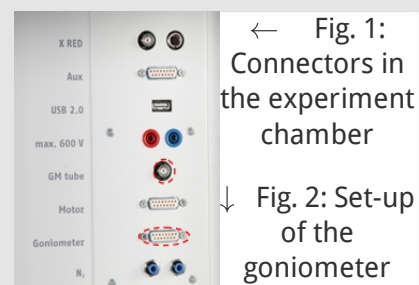 X RED
Aux
USB 2.0
max. 600 V
GM tube
Motor
Goniometer
N₂
← Fig. 1:
Connectors in
the experiment
chamber
↓ Fig. 2: Set-up
of the
goniometer